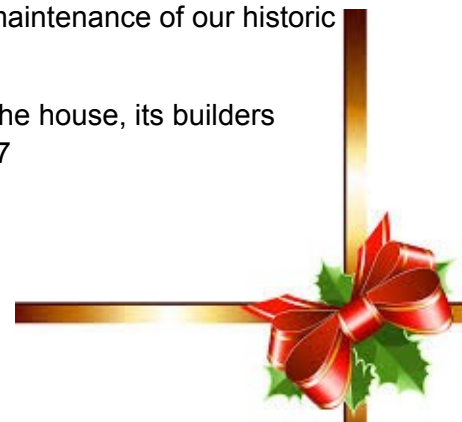 maintenance of our historic
he house, its builders
7